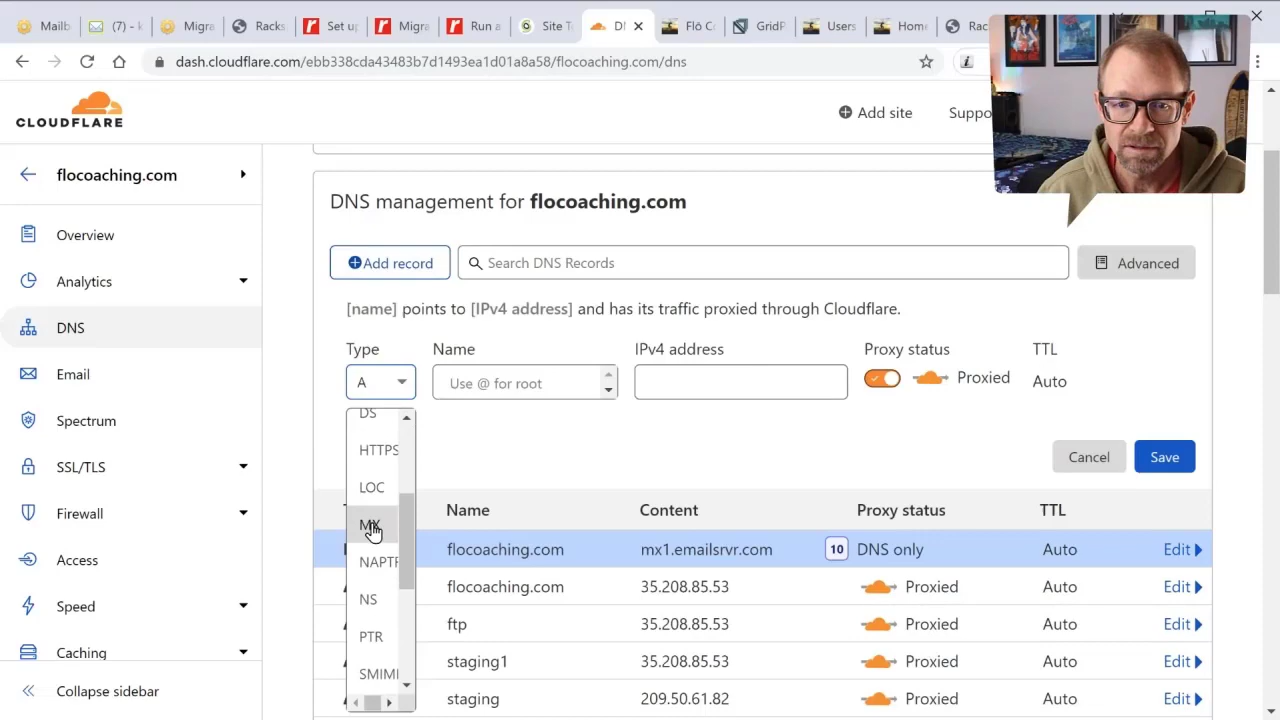 Mailb
(7) - k
Migra
Racks
Set up
Migra
Run a
Site To
DN
Flō Co
GridP
Users
Hom
Rac
dash.cloudflare.com/ebb338cda43483b7d1493ea1d01a8a58/flocoaching.com/dns
CLOUDFLARE
Add site
Suppo
flocoaching.com
Overview
Analytics
DNS
Email
Spectrum
SSL/TLS
Firewall
Access
Speed
Caching
Collapse sidebar
DNS management for flocoaching.com
Add record
Search DNS Records
Advanced
[name] points to [IPv4 address] and has its traffic proxied through Cloudflare.
Type Name IPv4 address Proxy status TTL
A Use @ for root Proxied Auto
DS
HTTPS
LOC
MX
NAPTR
NS
PTR
SMIM
Cancel Save
Name Content Proxy status TTL
flocoaching.com mx1.emailsrvr.com 10 DNS only Auto Edit
flocoaching.com 35.208.85.53 Proxied Auto Edit
ftp 35.208.85.53 Proxied Auto Edit
staging1 35.208.85.53 Proxied Auto Edit
staging 209.50.61.82 Proxied Auto Edit